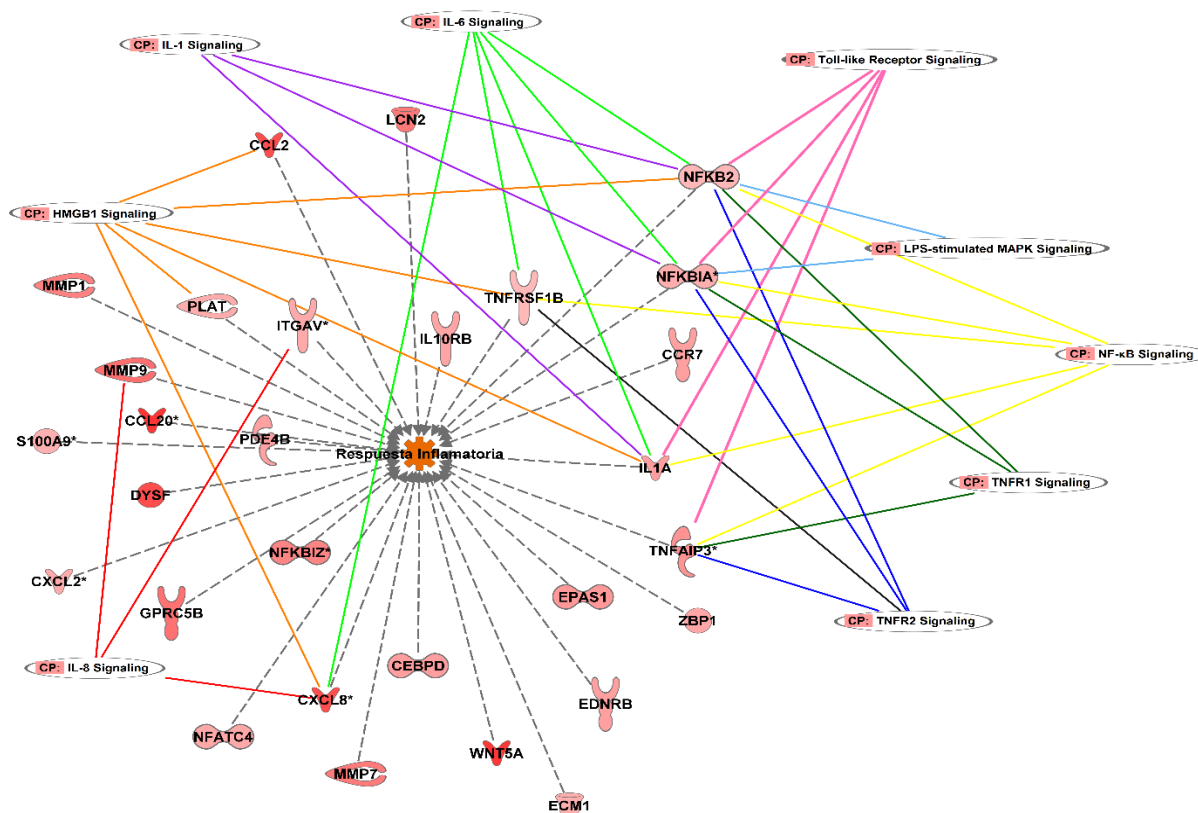 CP: IL-6 Signaling
CP: IL-1 Signaling
CP: Toll-like Receptor Signaling
LCN2
CCL2
NFKB2
CP: HMGB1 Signaling
CP: LPS-stimulated MAPK Signaling
NFKBIA*
MMP1
TNFRSF1B
PLAT
ITGAV*
IL10RB
CCR7
CP: NF-κB Signaling
MMP9
CCL20*
S100A9*
PDE4B
Respuesta Inflamatoria
IL1A
CP: TNFR1 Signaling
DYSF
NFKBIZ*
TNFAIP3*
CXCL2*
EPAS1
GPRC5B
ZBP1
CP: TNFR2 Signaling
CP: IL-8 Signaling
CEBPD
CXCL8*
EDNRB
NFATC4
WNT5A
MMP7
ECM1